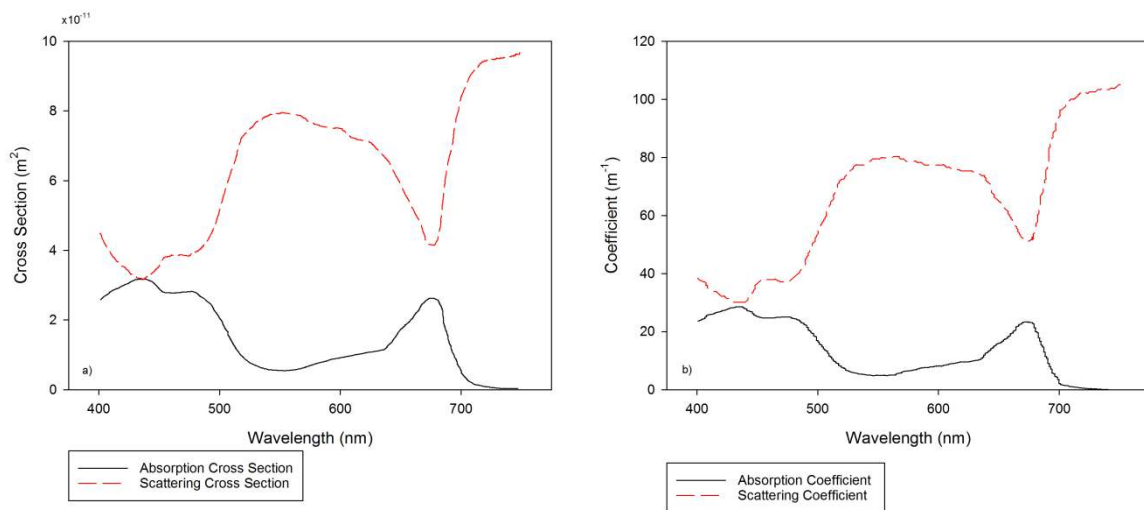 x10⁻¹¹
10
8
6
4
2
0
Cross Section (m²)
a)
400 500 600 700
Wavelength (nm)
Absorption Cross Section
Scattering Cross Section
120
100
80
60
40
20
0
Coefficient (m⁻¹)
b)
400 500 600 700
Wavelength (nm)
Absorption Coefficient
Scattering Coefficient